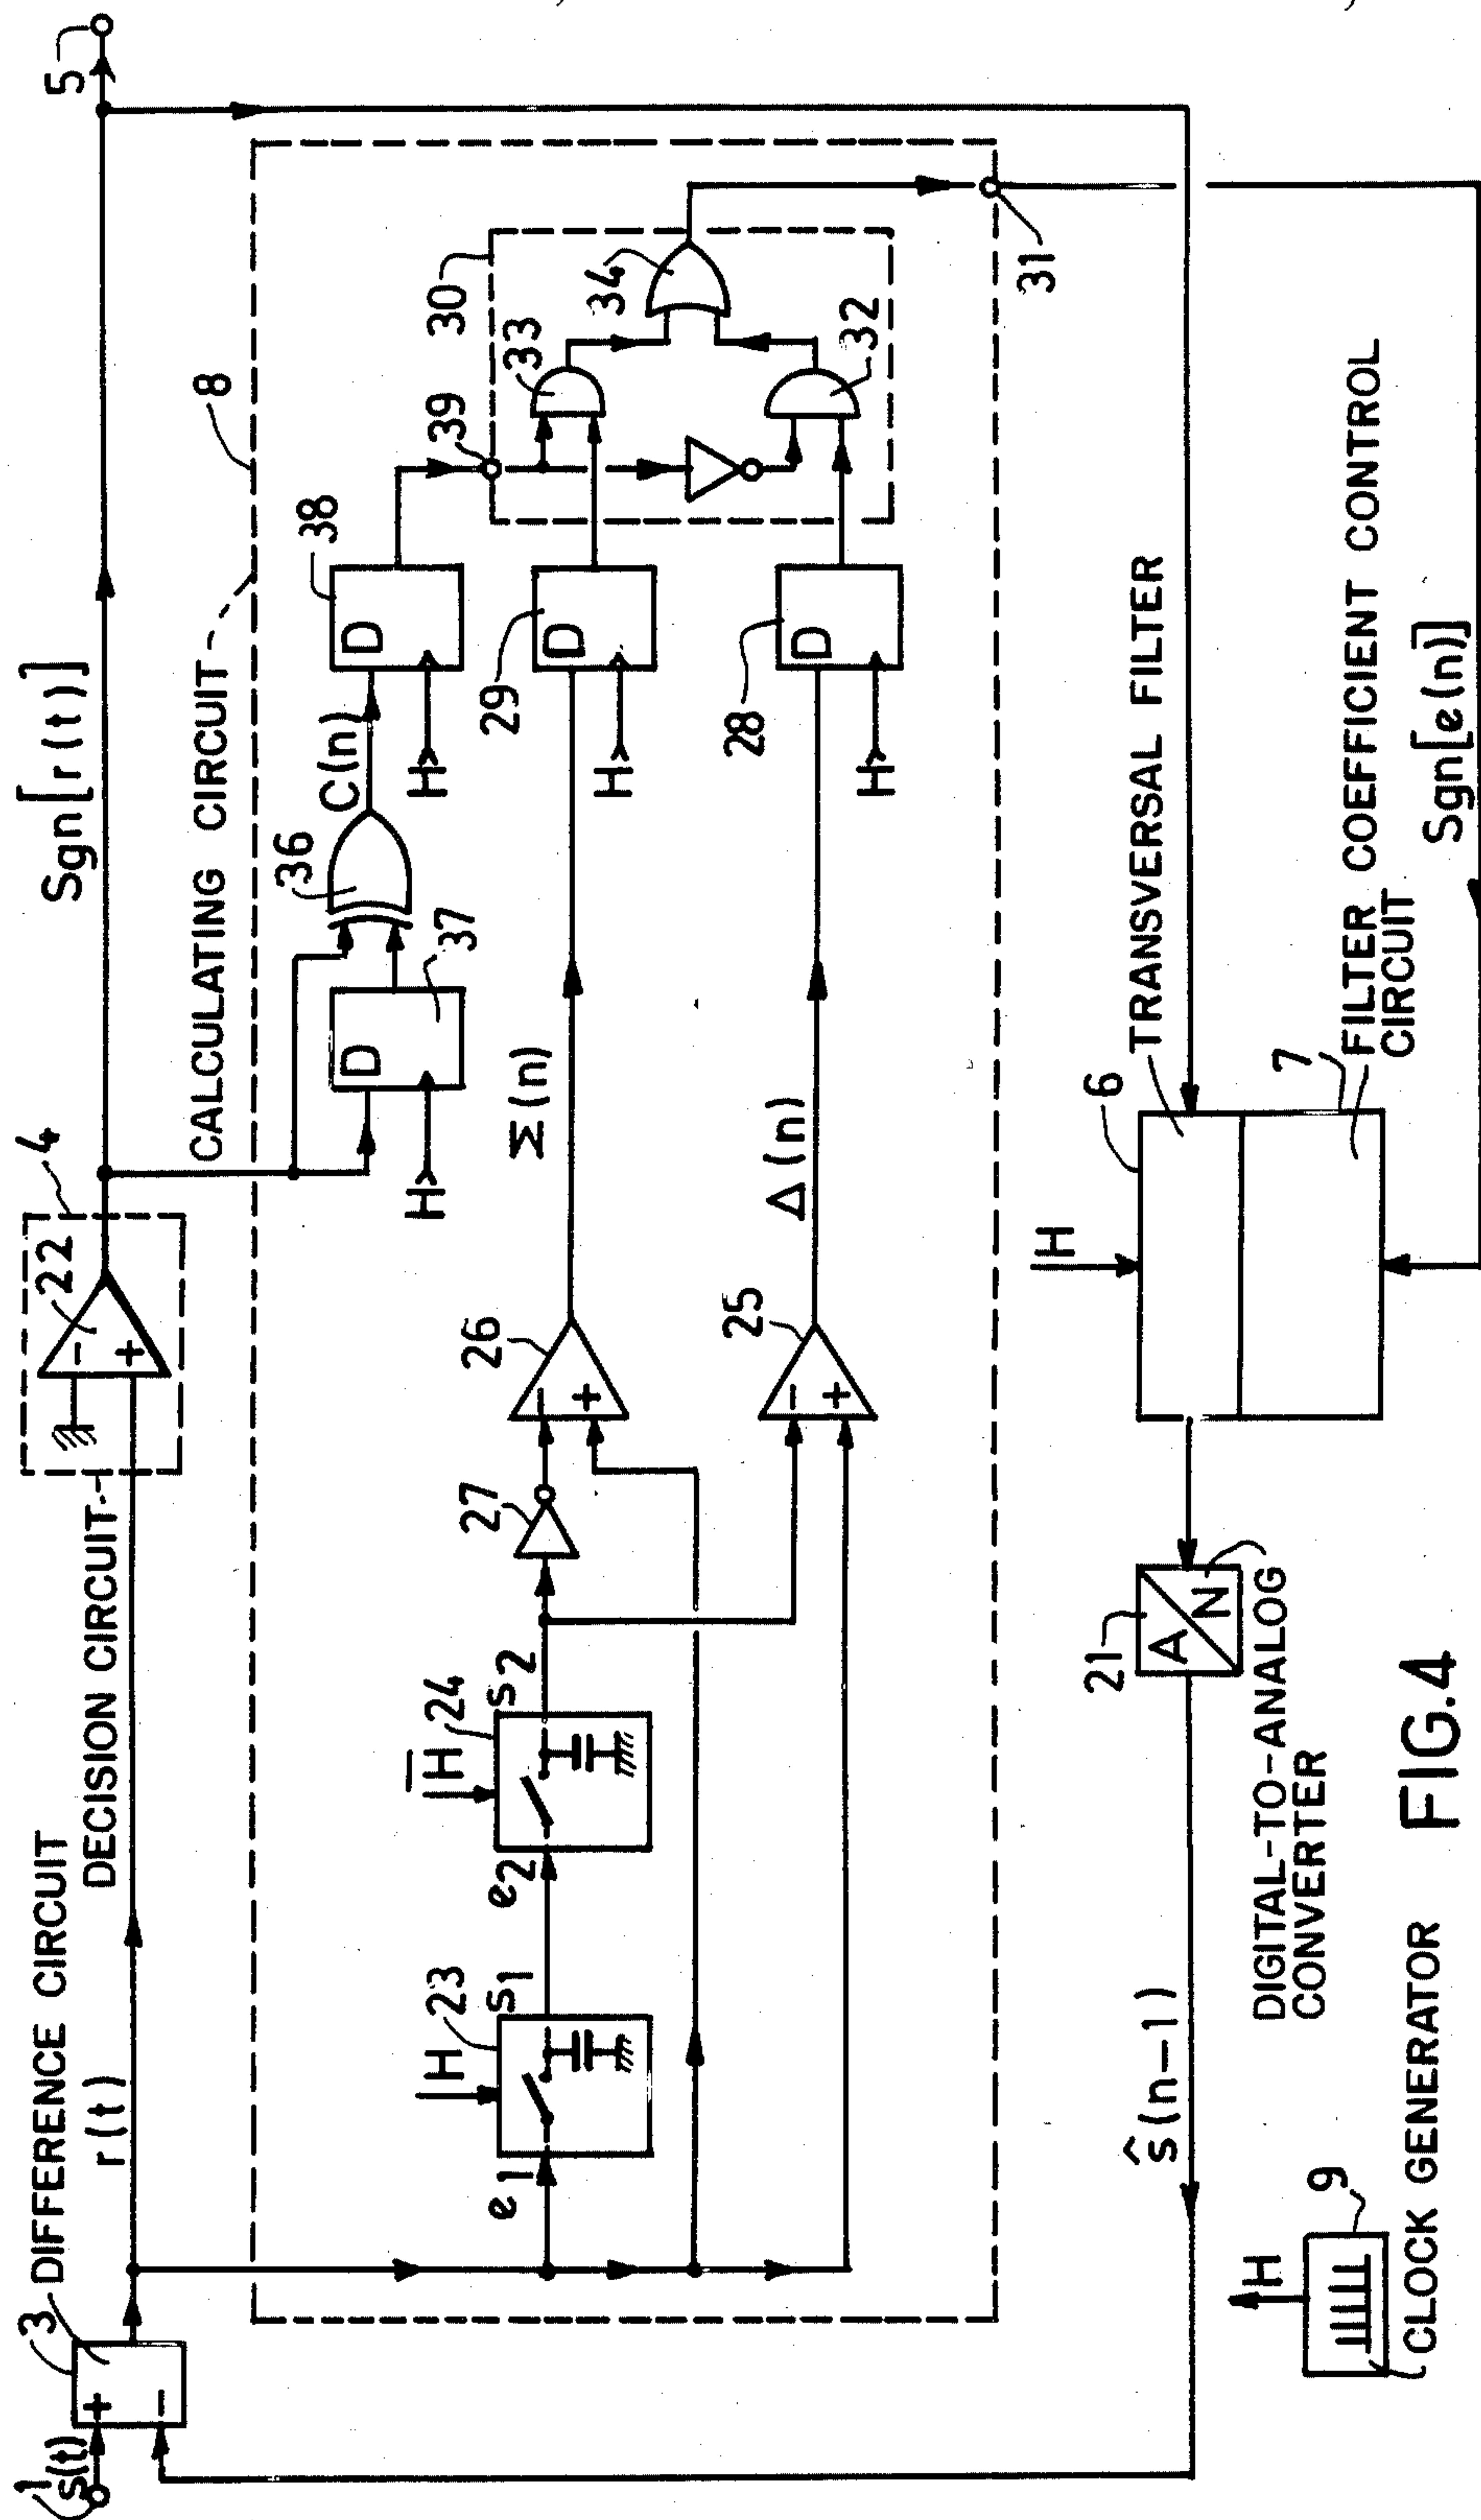 1
s(t)
+
−
3
DIFFERENCE CIRCUIT
r(t)
DECISION CIRCUIT
4
22
−
+
Sgn[r(t)]
5
CALCULATING CIRCUIT
8
H
D
37
36
C(n)
H
D
38
39
30
33
34
32
31
e1
H
23
s1
e2
H̅
24
s2
27
26
−
+
Σ(n)
29
H
D
25
−
+
Δ(n)
28
H
D
H
6
TRANSVERSAL FILTER
7
FILTER COEFFICIENT CONTROL
CIRCUIT
Sgn[e(n)]
21
A
N
DIGITAL-TO-ANALOG
CONVERTER
ŝ(n−1)
H
9
CLOCK GENERATOR
FIG.4